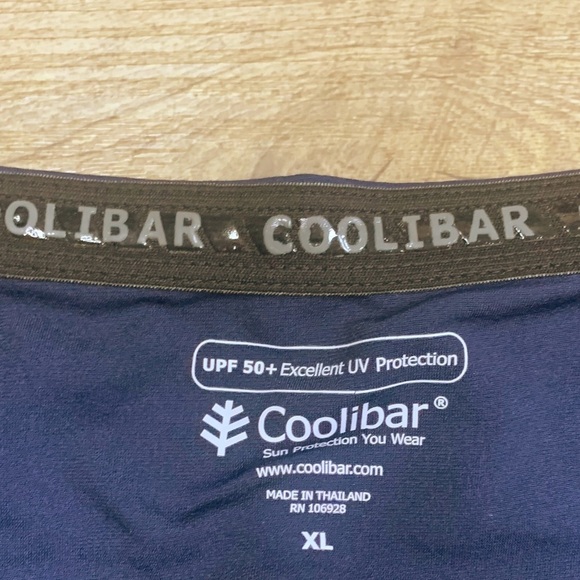 OLIBAR COOLIBAR
UPF 50+ Excellent UV Protection
Coolibar®
Sun Protection You Wear
www.coolibar.com
MADE IN THAILAND
RN 106928
XL